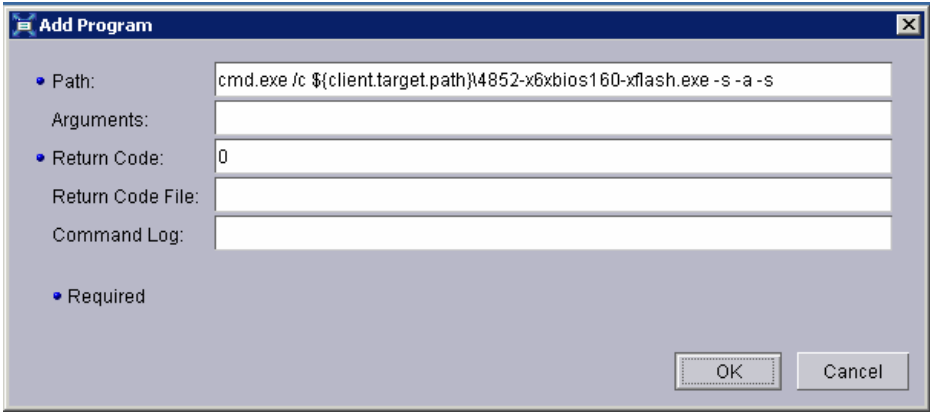 Add Program
Path: cmd.exe /c ${client.target.path}\4852-x6xbios160-xflash.exe -s -a -s
Arguments:
Return Code: 0
Return Code File:
Command Log:
Required
OK Cancel